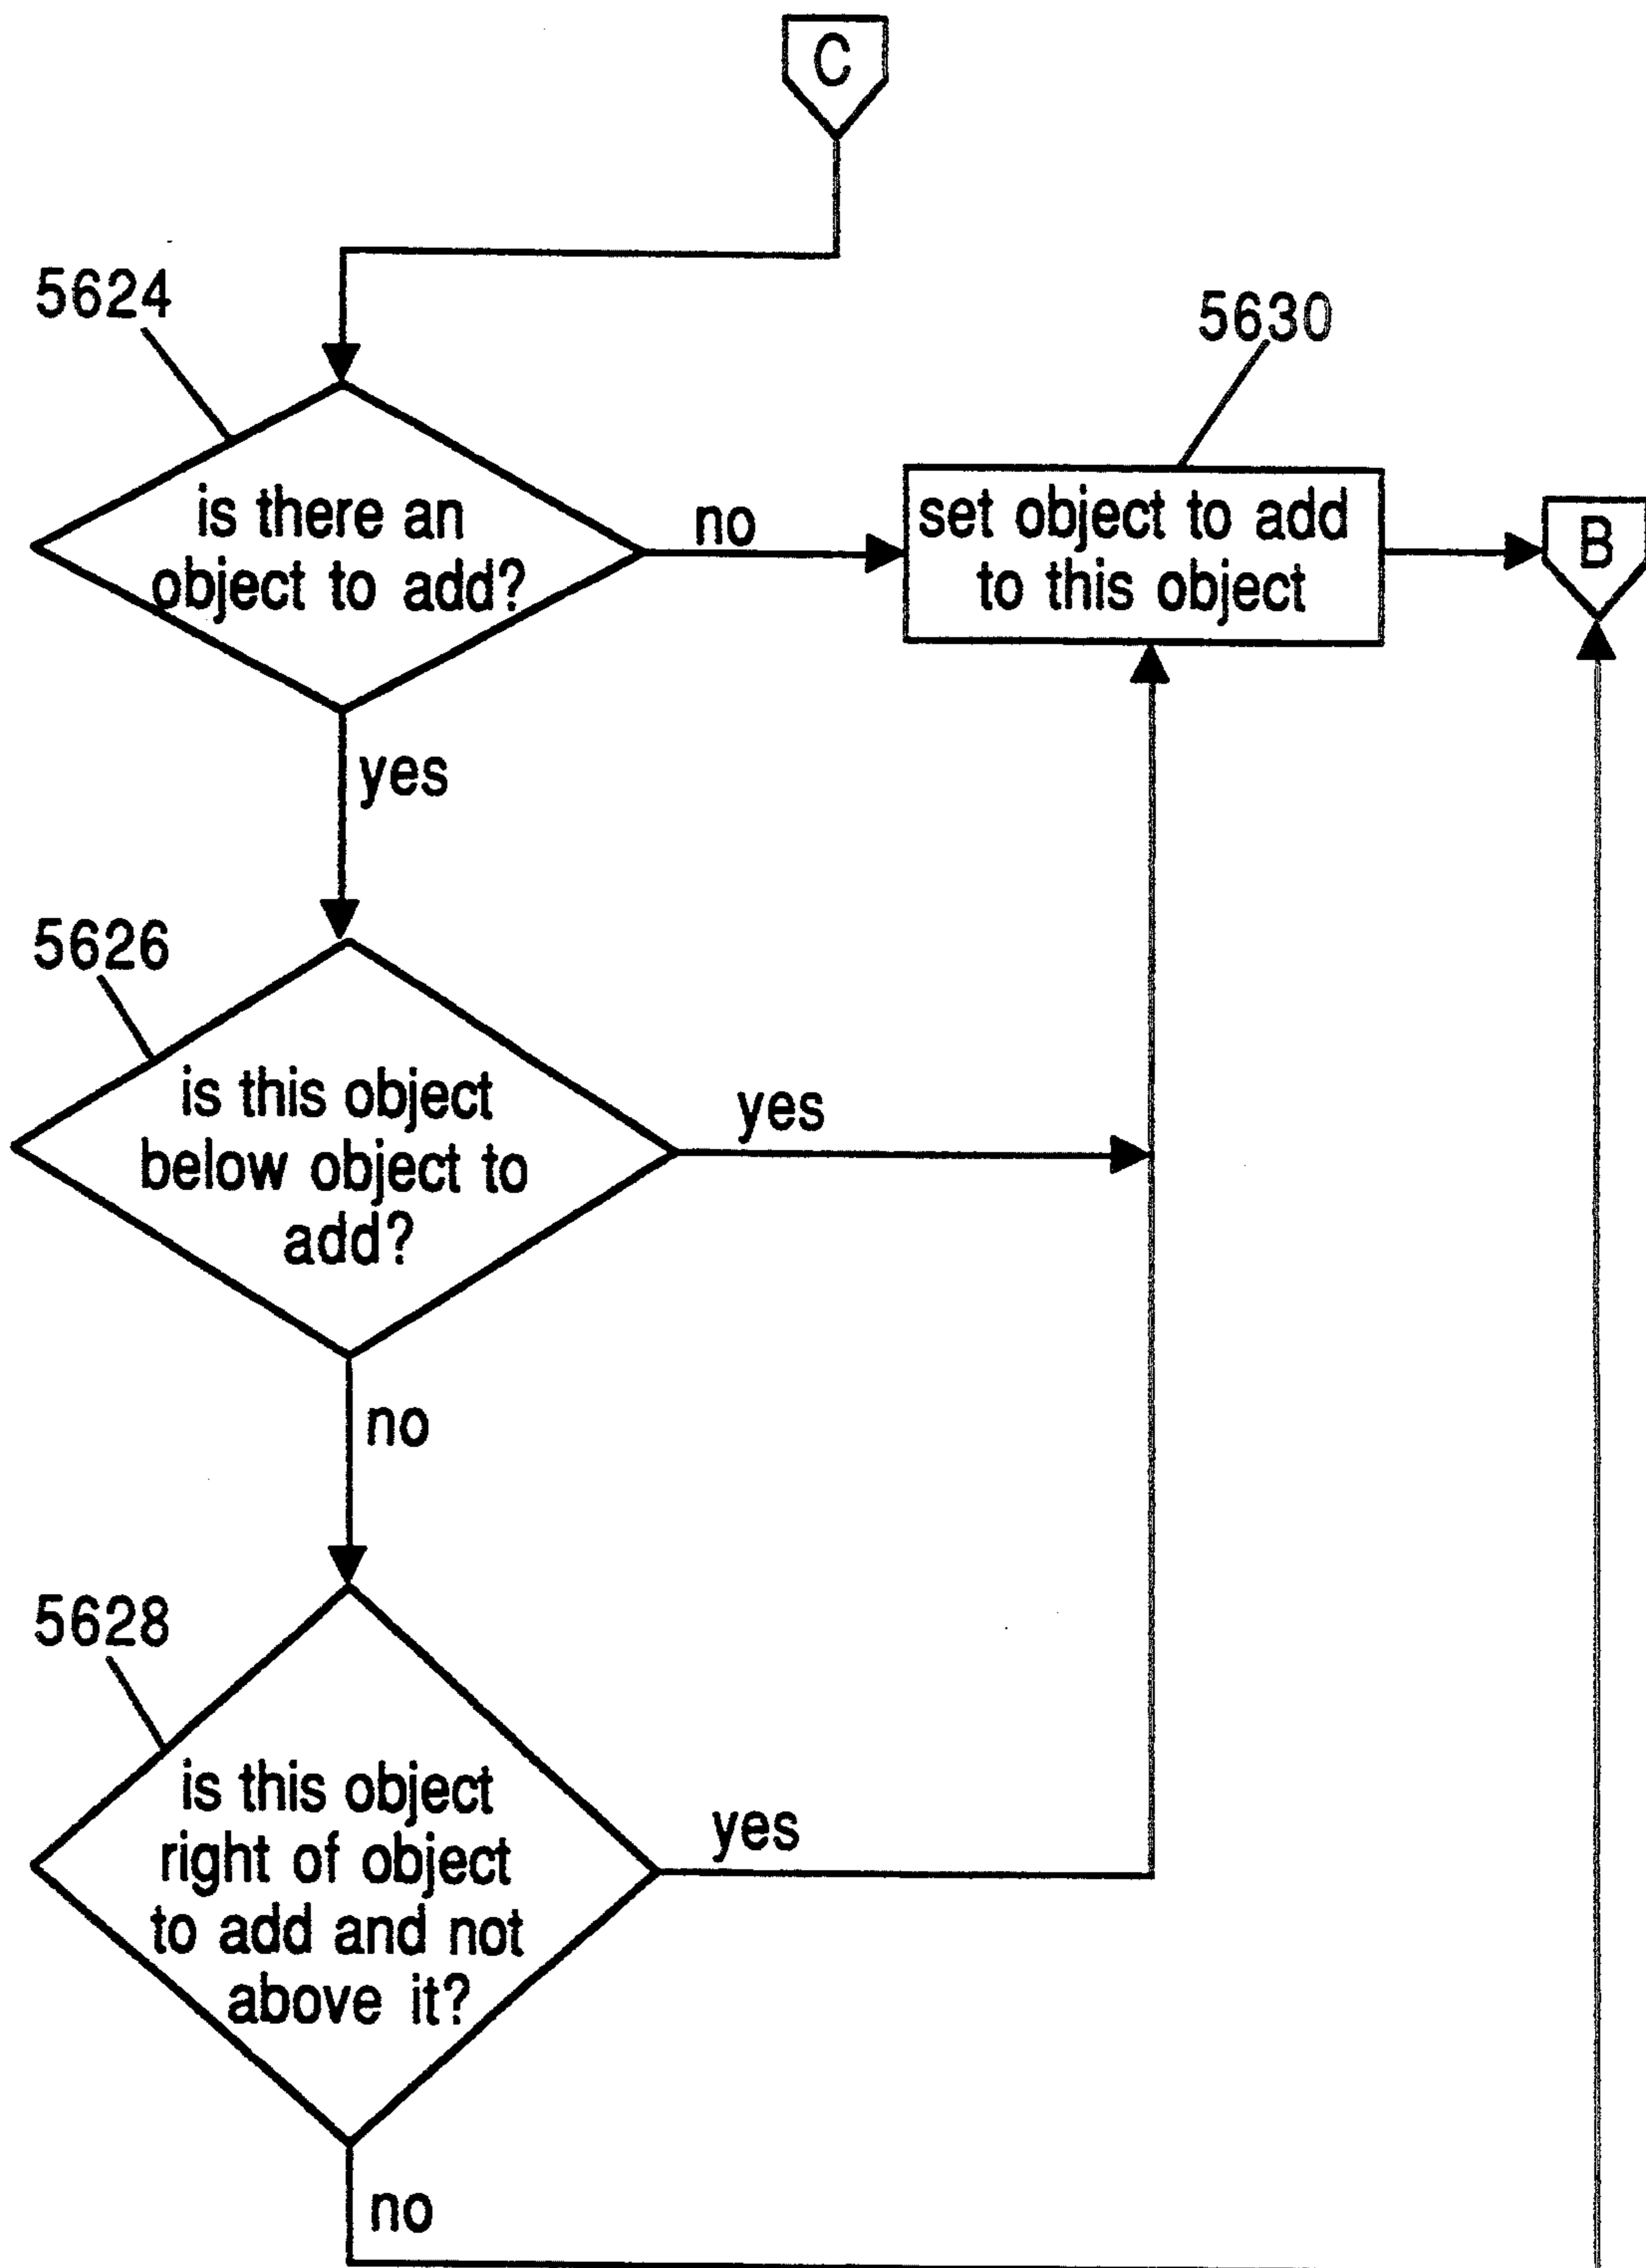 C
5624
is there an
object to add?
no
5630
set object to add
to this object
B
yes
5626
is this object
below object to
add?
yes
no
5628
is this object
right of object
to add and not
above it?
yes
no